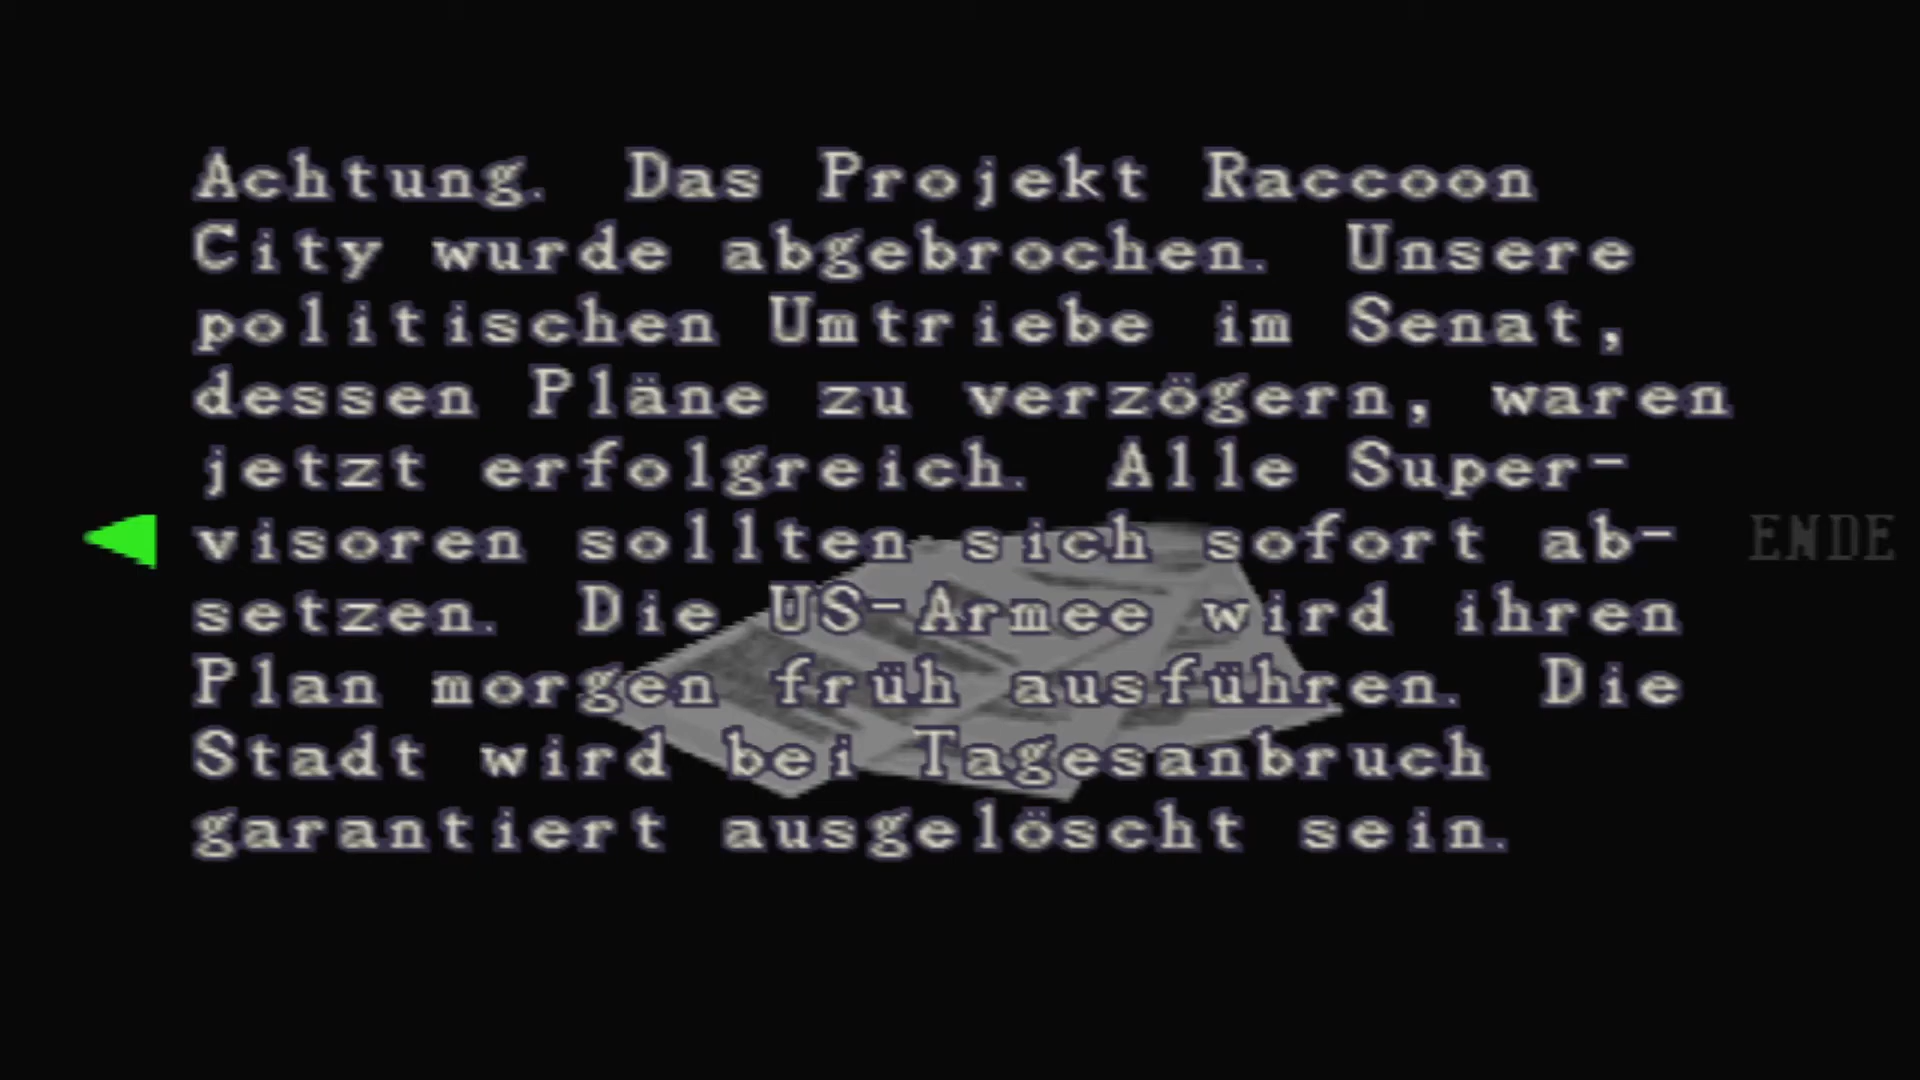 Achtung. Das Projekt Raccoon
City wurde abgebrochen. Unsere
politischen Umtriebe im Senat,
dessen Pläne zu verzögern, waren
jetzt erfolgreich. Alle Super-
visoren sollten sich sofort ab-
setzen. Die US-Armee wird ihren
Plan morgen früh ausführen. Die
Stadt wird bei Tagesanbruch
garantiert ausgelöscht sein.
ENDE